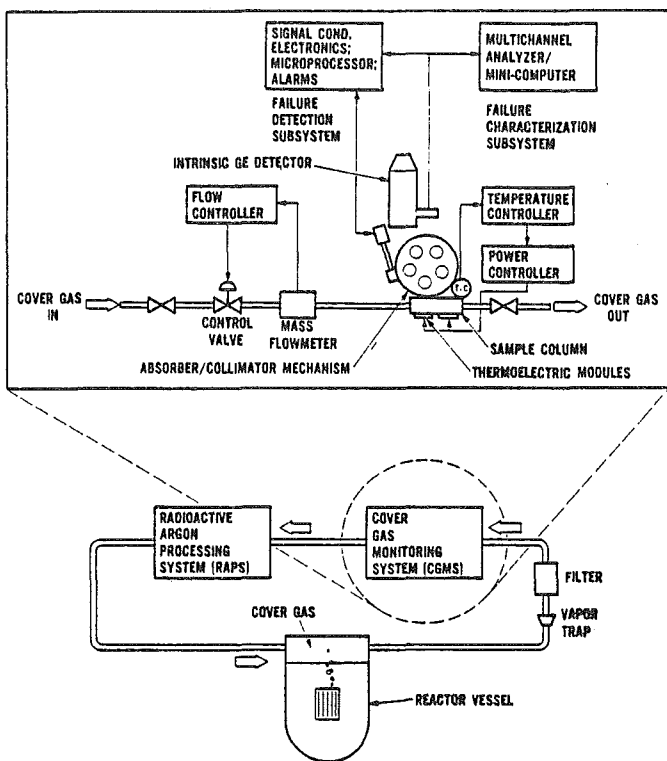 SIGNAL COND.
ELECTRONICS;
MICROPROCESSOR;
ALARMS
MULTICHANNEL
ANALYZER/
MINI-COMPUTER
FAILURE
DETECTION
SUBSYSTEM
FAILURE
CHARACTERIZATION
SUBSYSTEM
INTRINSIC GE DETECTOR
FLOW
CONTROLLER
TEMPERATURE
CONTROLLER
POWER
CONTROLLER
T.C
COVER GAS
IN
CONTROL
VALVE
MASS
FLOWMETER
COVER GAS
OUT
SAMPLE COLUMN
ABSORBER/COLLIMATOR MECHANISM
THERMOELECTRIC MODULES
RADIOACTIVE
ARGON
PROCESSING
SYSTEM (RAPS)
COVER
GAS
MONITORING
SYSTEM (CGMS)
FILTER
VAPOR
TRAP
COVER GAS
REACTOR VESSEL